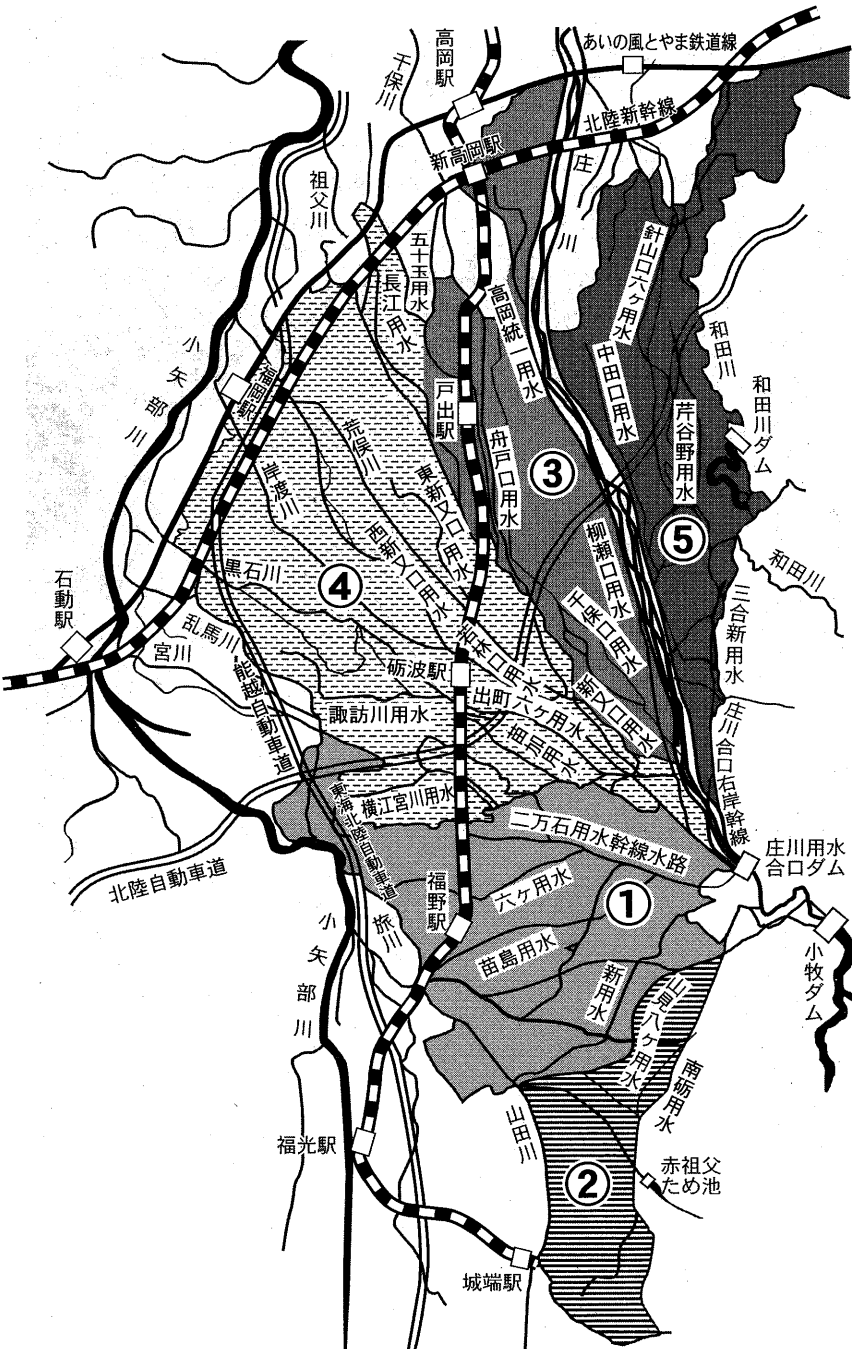 あいの風とやま鉄道線
高岡駅
千保川
北陸新幹線
新高岡駅
庄川
祖父川
五十玉用水
長江用水
針山口六ヶ用水
和田川
高岡統一用水
中田口用水
小矢部川
福岡駅
戸出駅
和田川ダム
芹谷野用水
荒俣川
舟戸口用水
③
岸渡川
東新又口用水
柳瀬口用水
⑤
西新又口用水
黒石川
④
和田川
石動駅
千保口用水
三合新用水
乱馬川
宮川
若林口用水
砺波駅
能越自動車道
出町六ヶ用水
新又口用水
諏訪川用水
苗加用水
庄川合口右岸幹線
横江宮川用水
東海北陸自動車道
二万石用水幹線水路
庄川用水
合口ダム
北陸自動車道
福野駅
六ヶ用水
①
旅川
小矢部川
苗島用水
小牧ダム
新用水
山見八ヶ用水
南砺用水
山田川
福光駅
赤祖父
ため池
②
城端駅